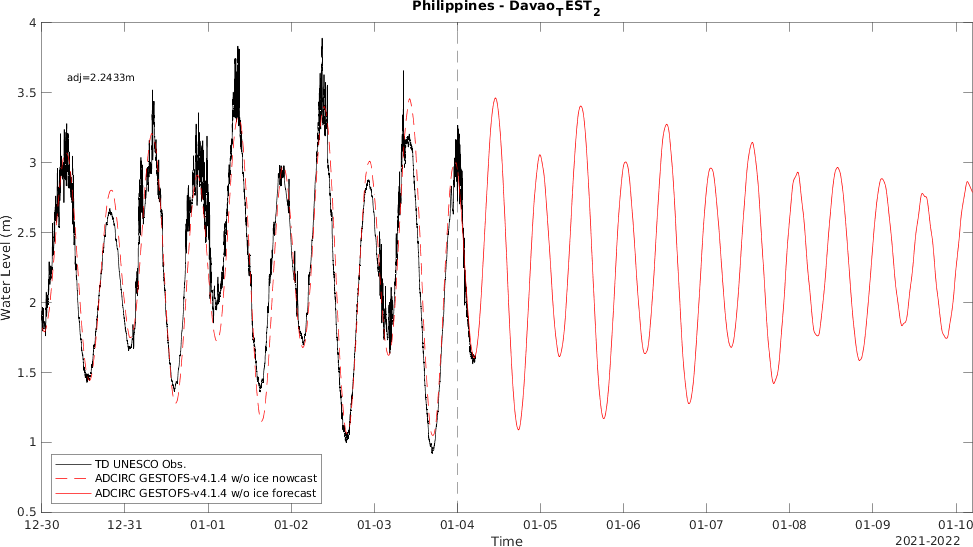 Philippines - Davao_TEST_2
adj=2.2433m
Water Level (m)
4
3.5
3
2.5
2
1.5
1
0.5
TD UNESCO Obs.
ADCIRC GESTOFS-v4.1.4 w/o ice nowcast
ADCIRC GESTOFS-v4.1.4 w/o ice forecast
12-30 12-31 01-01 01-02 01-03 01-04 01-05 01-06 01-07 01-08 01-09 01-10
Time
2021-2022